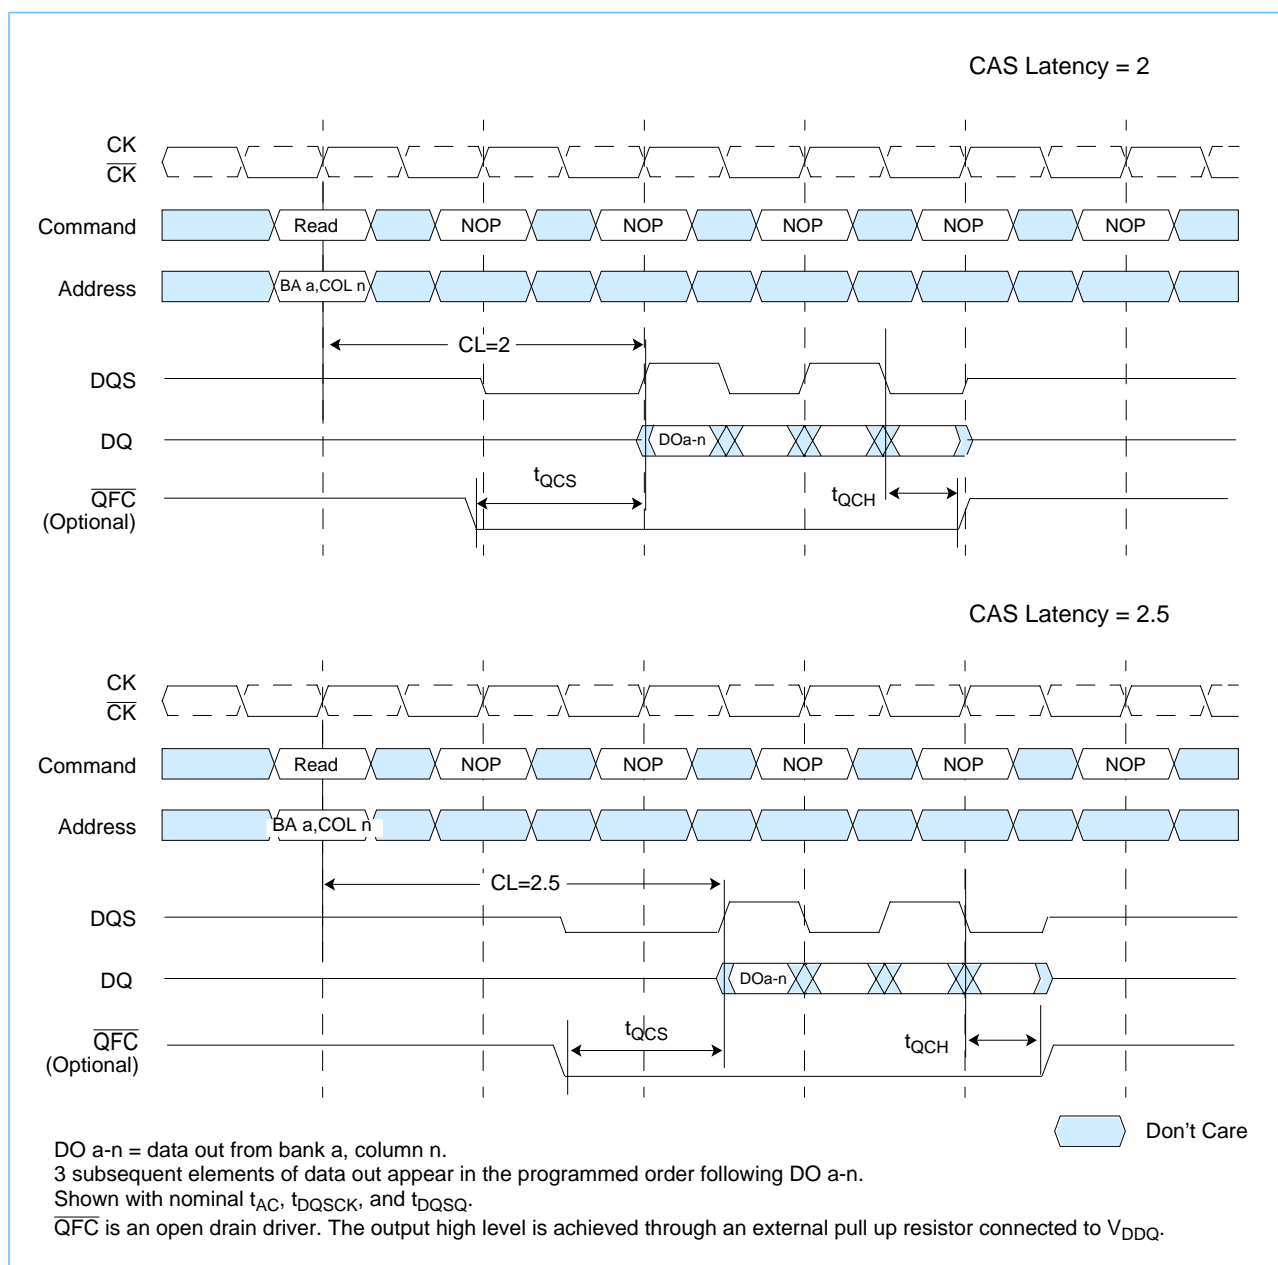 CAS Latency = 2
CK
CK
Command
Read NOP NOP NOP NOP NOP
Address
BA a,COL n
CL=2
DQS
DQ
DOa-n
tQCS
tQCH
QFC
(Optional)
CAS Latency = 2.5
CK
CK
Command
Read NOP NOP NOP NOP NOP
Address
BA a,COL n
CL=2.5
DQS
DQ
DOa-n
tQCS
tQCH
QFC
(Optional)
Don't Care
DO a-n = data out from bank a, column n.
3 subsequent elements of data out appear in the programmed order following DO a-n.
Shown with nominal tAC, tDQSCK, and tDQSQ.
QFC is an open drain driver. The output high level is achieved through an external pull up resistor connected to VDDQ.